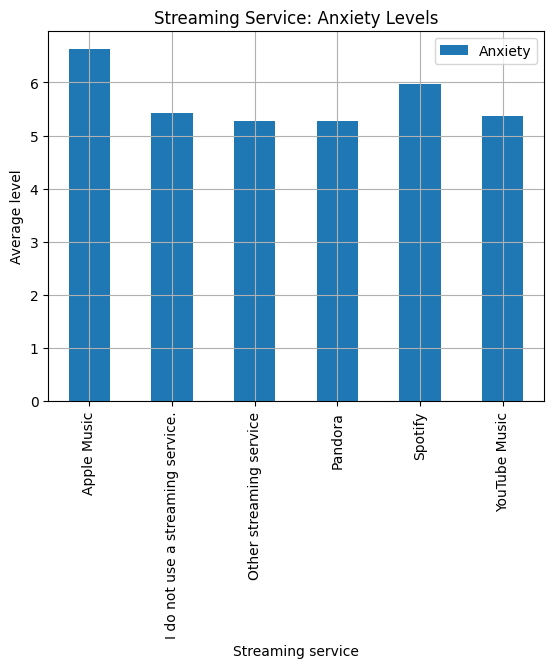 Streaming Service: Anxiety Levels
Anxiety
Average level
6
5
4
3
2
1
0
Apple Music
I do not use a streaming service.
Other streaming service
Pandora
Spotify
YouTube Music
Streaming service